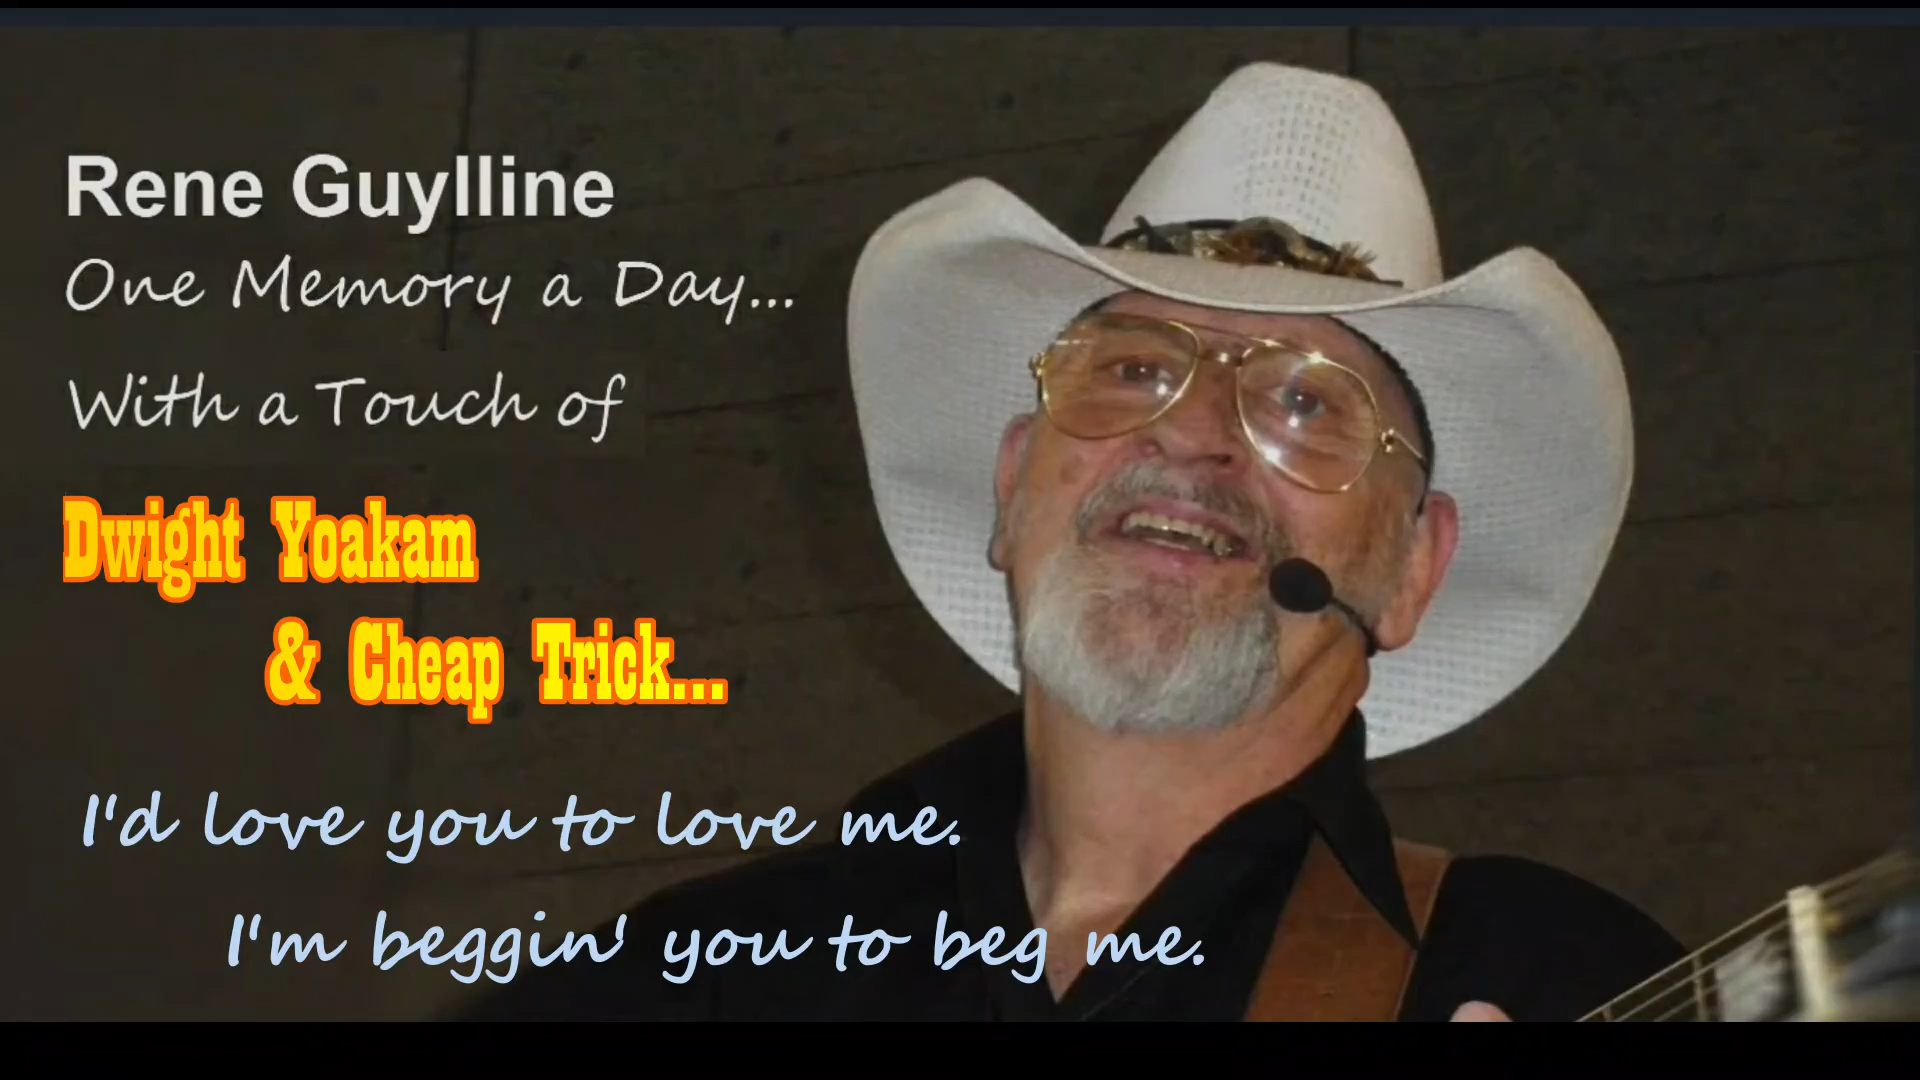 Rene Guylline
One Memory a Day...
With a Touch of
Dwight Yoakam
& Cheap Trick...
I'd love you to love me.
I'm beggin' you to beg me.